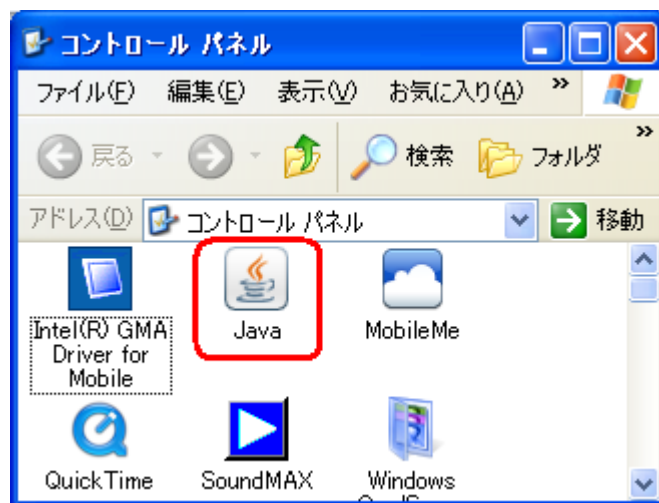 コントロール パネル
ファイル(F) 編集(E) 表示(V) お気に入り(A) »
戻る 検索 フォルダ »
アドレス(D) コントロール パネル 移動
Intel(R) GMA Driver for Mobile
Java
MobileMe
QuickTime
SoundMAX
Windows